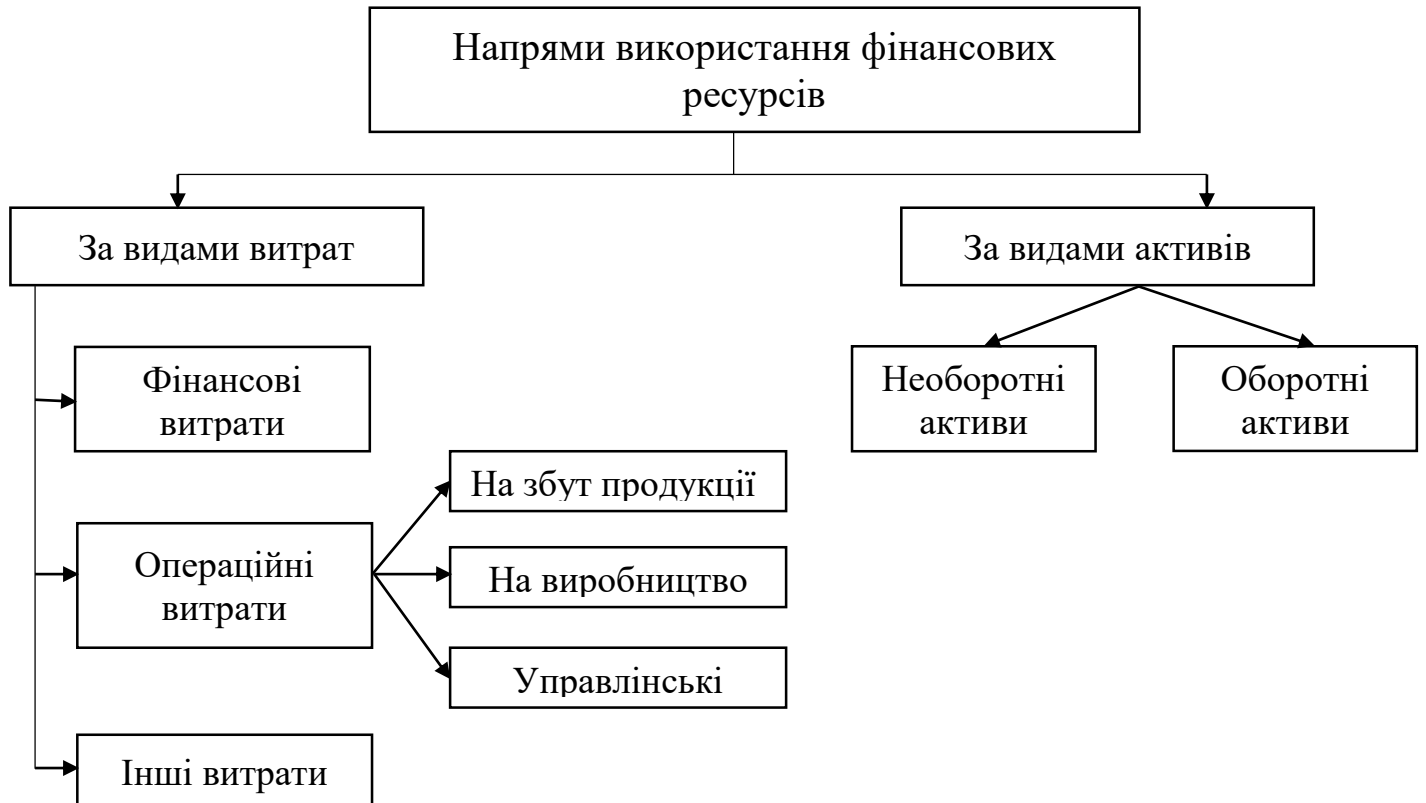 Напрями використання фінансових
ресурсів
За видами витрат
За видами активів
Фінансові
витрати
Необоротні
активи
Оборотні
активи
На збут продукції
Операційні
витрати
На виробництво
Управлінські
Інші витрати